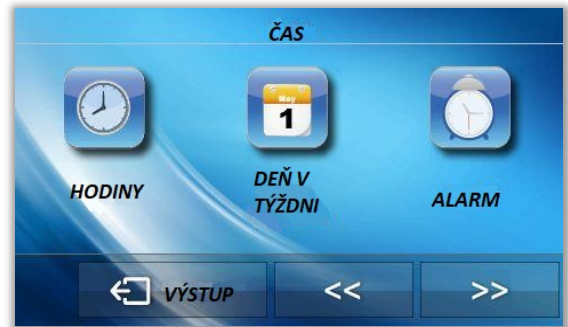 ČAS
May
1
HODINY
DEŇ V
TÝŽDNI
ALARM
VÝSTUP
<<
>>